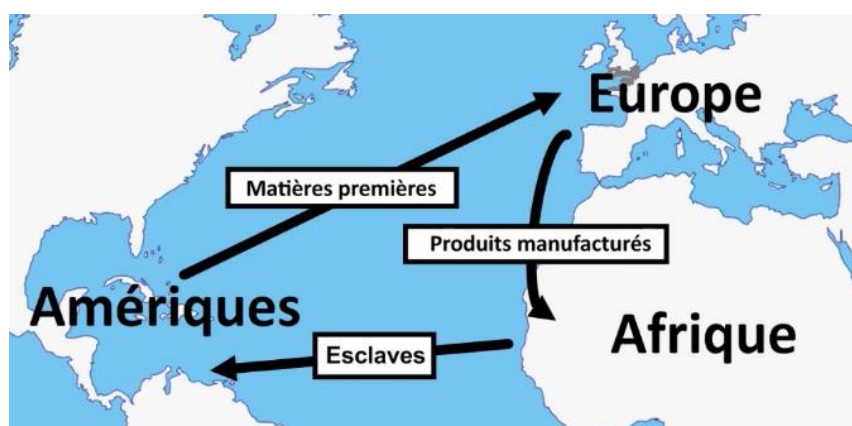 Europe
Matières premières
Produits manufacturés
Amériques
Afrique
Esclaves